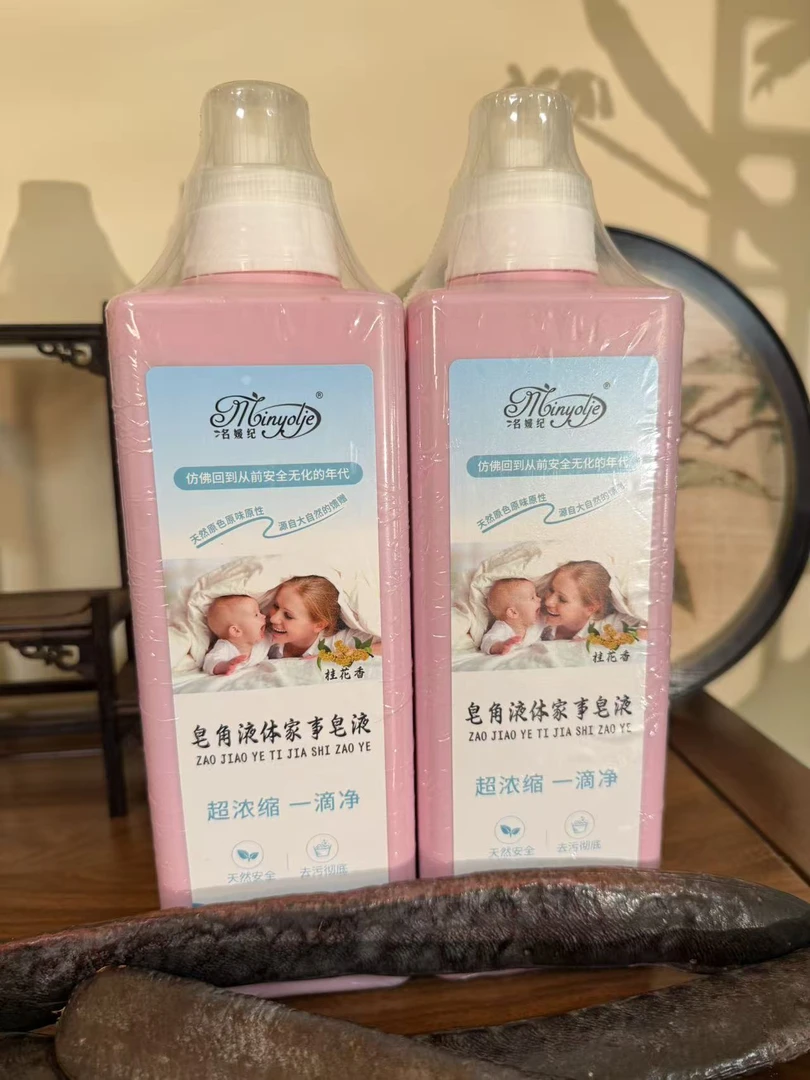 Minyolje®
名媛纪
仿佛回到从前安全无化的年代
天然原色原味原性
源自大自然的馈赠
桂花香
皂角液体家事皂液
ZAO JIAO YE TI JIA SHI ZAO YE
超浓缩 一滴净
天然安全
去污彻底
Minyolje®
名媛纪
仿佛回到从前安全无化的年代
天然原色原味原性
源自大自然的馈赠
桂花香
皂角液体家事皂液
ZAO JIAO YE TI JIA SHI ZAO YE
超浓缩 一滴净
天然安全
去污彻底